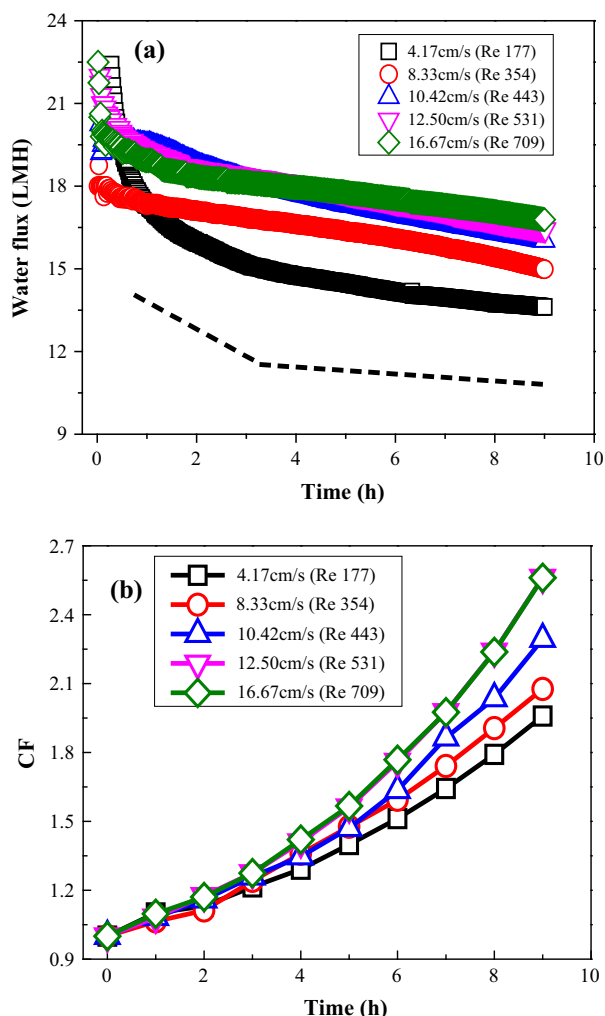 24
21
18
15
12
9
Water flux (LMH)
(a)
4.17cm/s (Re 177)
8.33cm/s (Re 354)
10.42cm/s (Re 443)
12.50cm/s (Re 531)
16.67cm/s (Re 709)
0 2 4 6 8 10
Time (h)
2.7
2.4
2.1
1.8
1.5
1.2
0.9
CF
(b)
4.17cm/s (Re 177)
8.33cm/s (Re 354)
10.42cm/s (Re 443)
12.50cm/s (Re 531)
16.67cm/s (Re 709)
0 2 4 6 8 10
Time (h)